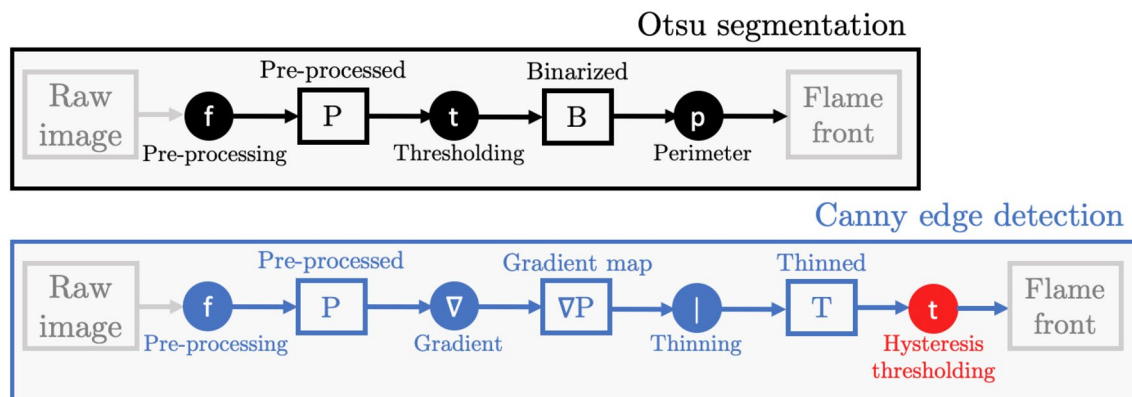 Otsu segmentation
Raw
image
f
Pre-processing
Pre-processed
P
t
Thresholding
Binarized
B
p
Perimeter
Flame
front
Canny edge detection
Raw
image
f
Pre-processing
Pre-processed
P
∇
Gradient
Gradient map
∇P
|
Thinning
Thinned
T
t
Hysteresis
thresholding
Flame
front